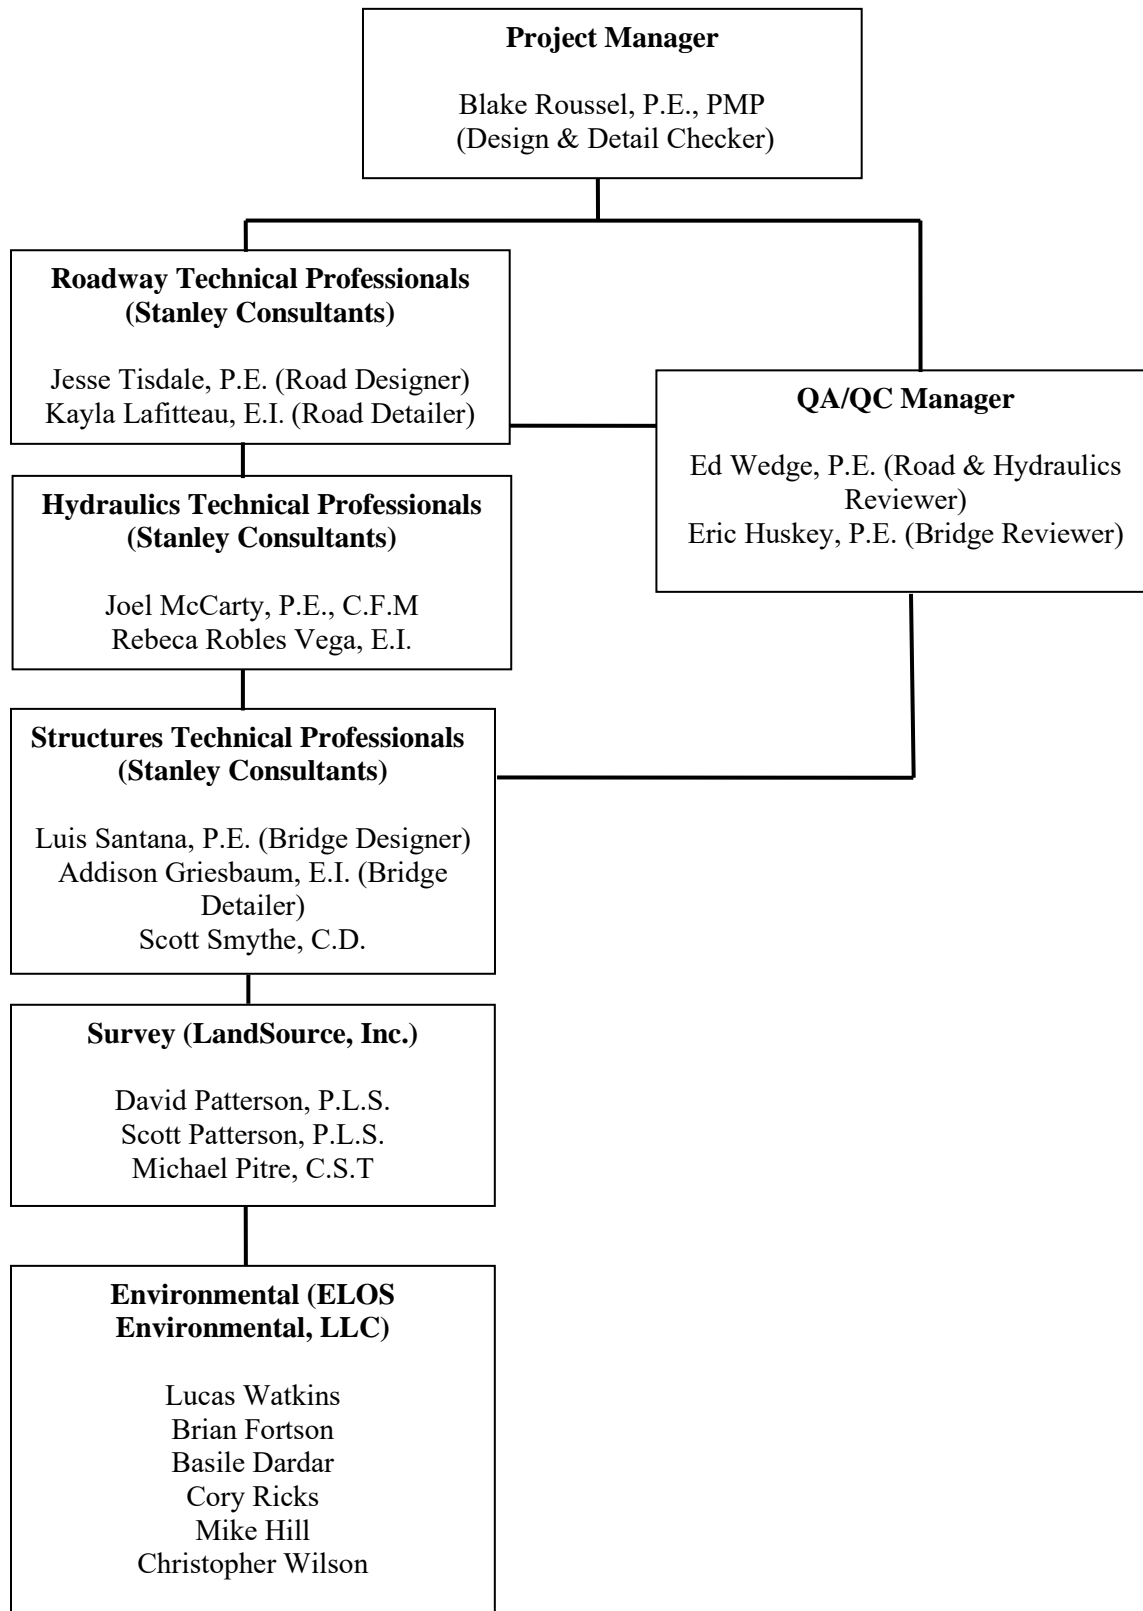 Project Manager
Blake Roussel, P.E., PMP
(Design & Detail Checker)
Roadway Technical Professionals
(Stanley Consultants)
Jesse Tisdale, P.E. (Road Designer)
Kayla Lafitteau, E.I. (Road Detailer)
QA/QC Manager
Ed Wedge, P.E. (Road & Hydraulics
Reviewer)
Eric Huskey, P.E. (Bridge Reviewer)
Hydraulics Technical Professionals
(Stanley Consultants)
Joel McCarty, P.E., C.F.M
Rebeca Robles Vega, E.I.
Structures Technical Professionals
(Stanley Consultants)
Luis Santana, P.E. (Bridge Designer)
Addison Griesbaum, E.I. (Bridge
Detailer)
Scott Smythe, C.D.
Survey (LandSource, Inc.)
David Patterson, P.L.S.
Scott Patterson, P.L.S.
Michael Pitre, C.S.T
Environmental (ELOS
Environmental, LLC)
Lucas Watkins
Brian Fortson
Basile Dardar
Cory Ricks
Mike Hill
Christopher Wilson